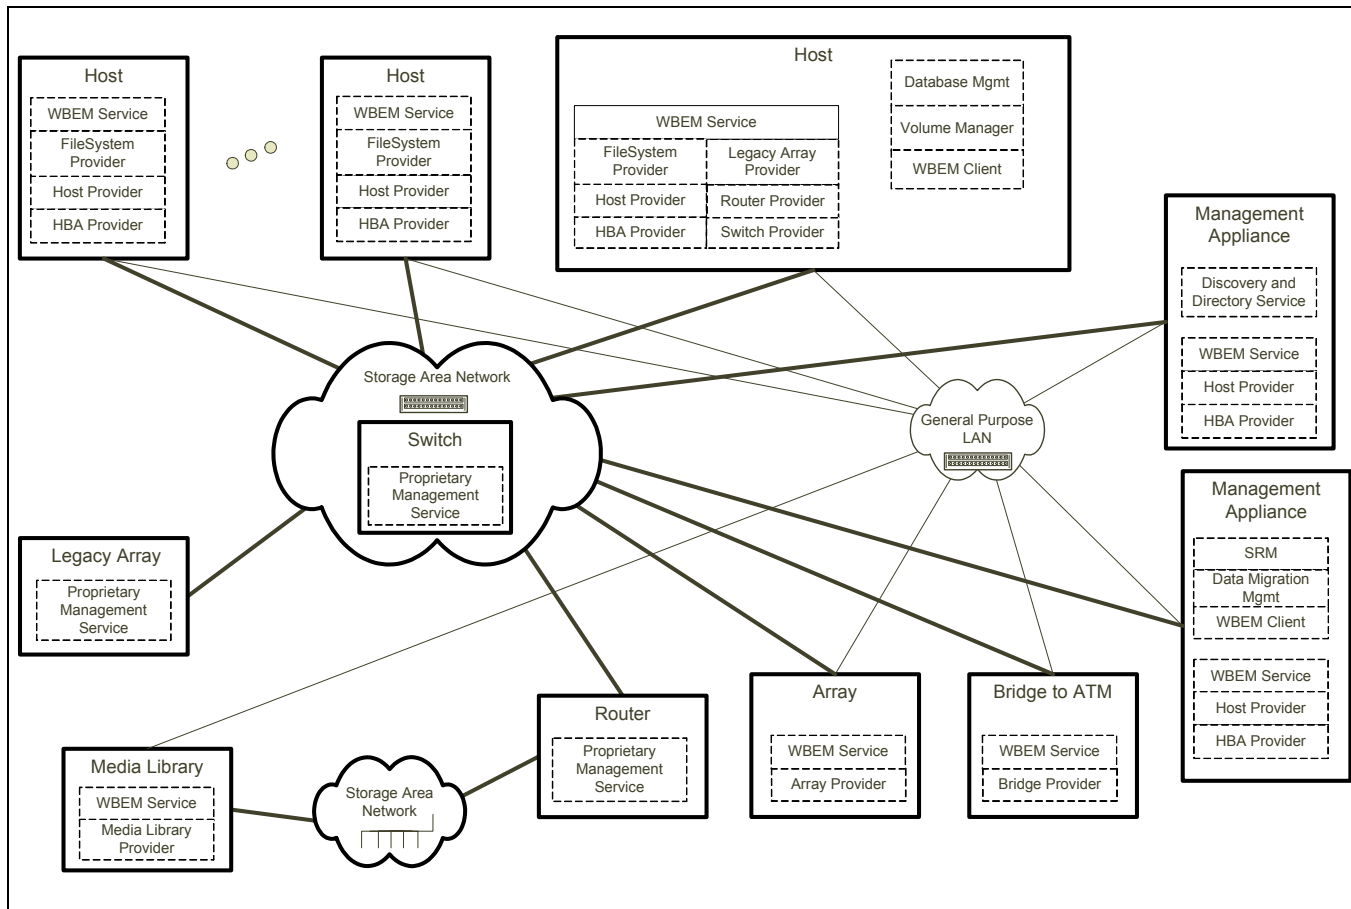 Host
WBEM Service
FileSystem
Provider
Host Provider
HBA Provider
Host
WBEM Service
FileSystem
Provider
Host Provider
HBA Provider
Host
WBEM Service
FileSystem
Provider
Legacy Array
Provider
Host Provider
Router Provider
HBA Provider
Switch Provider
Database Mgmt
Volume Manager
WBEM Client
Management
Appliance
Discovery and
Directory Service
WBEM Service
Host Provider
HBA Provider
Storage Area Network
Switch
Proprietary
Management
Service
General Purpose
LAN
Management
Appliance
SRM
Data Migration
Mgmt
WBEM Client
WBEM Service
Host Provider
HBA Provider
Legacy Array
Proprietary
Management
Service
Media Library
WBEM Service
Media Library
Provider
Storage Area
Network
Router
Proprietary
Management
Service
Array
WBEM Service
Array Provider
Bridge to ATM
WBEM Service
Bridge Provider